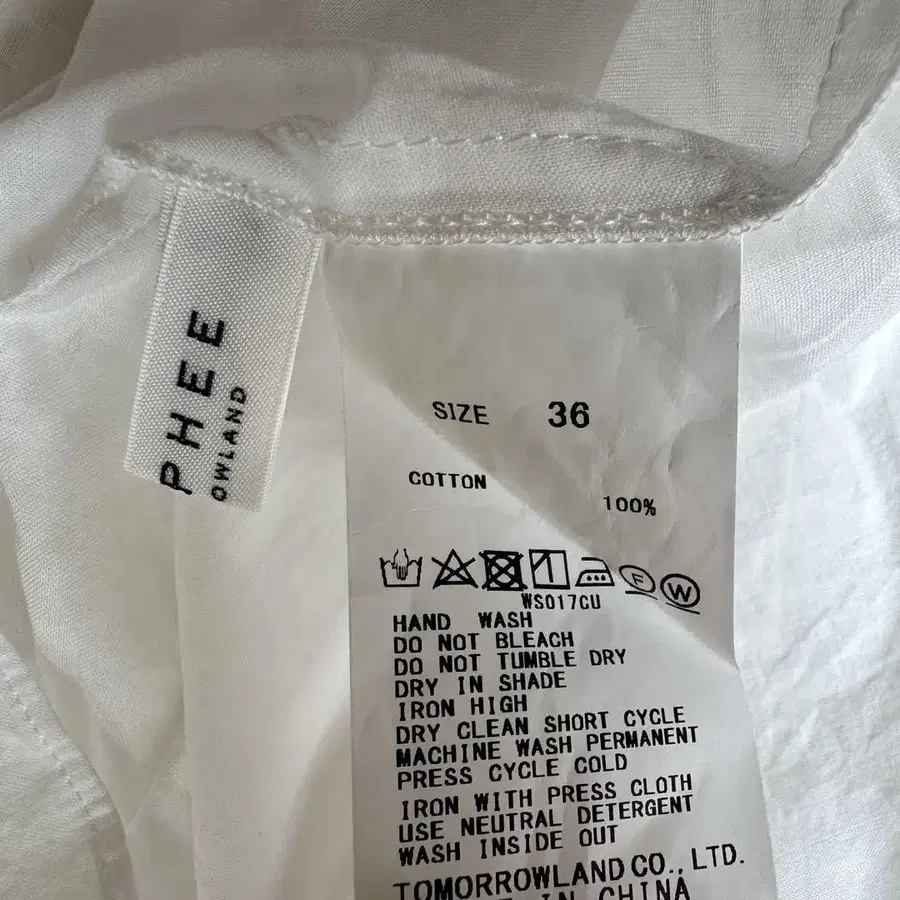 PHEE
OWLAND
SIZE 36
COTTON
100%
F W
WS017CU
HAND WASH
DO NOT BLEACH
DO NOT TUMBLE DRY
DRY IN SHADE
IRON HIGH
DRY CLEAN SHORT CYCLE
MACHINE WASH PERMANENT
PRESS CYCLE COLD
IRON WITH PRESS CLOTH
USE NEUTRAL DETERGENT
WASH INSIDE OUT
TOMORROWLAND CO., LTD.
IN CHINA